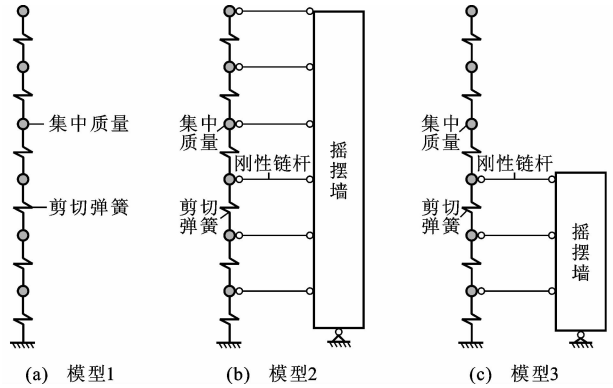 集中质量
剪切弹簧
(a) 模型1
集中
质量
刚性链杆
剪切
弹簧
摇摆墙
(b) 模型2
集中
质量
刚性链杆
剪切
弹簧
摇摆墙
(c) 模型3